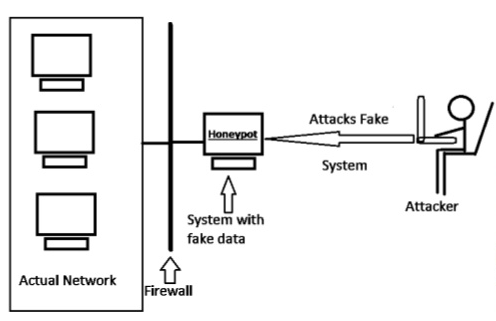 Honeypot
Attacks Fake
System
Attacker
System with
fake data
Actual Network
Firewall